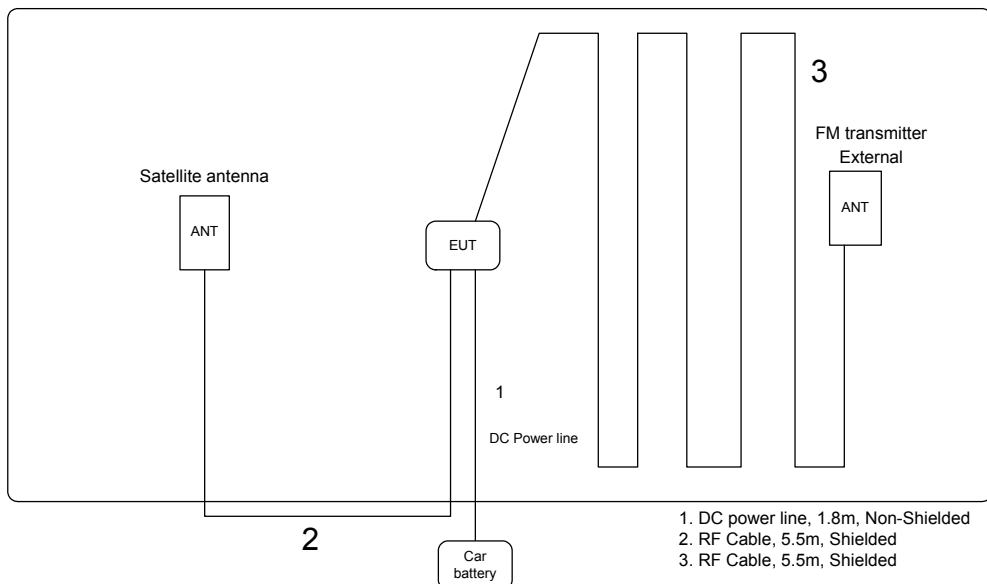 3
FM transmitter
External
Satellite antenna
ANT
ANT
EUT
1
DC Power line
2
Car
battery
1. DC power line, 1.8m, Non-Shielded
2. RF Cable, 5.5m, Shielded
3. RF Cable, 5.5m, Shielded